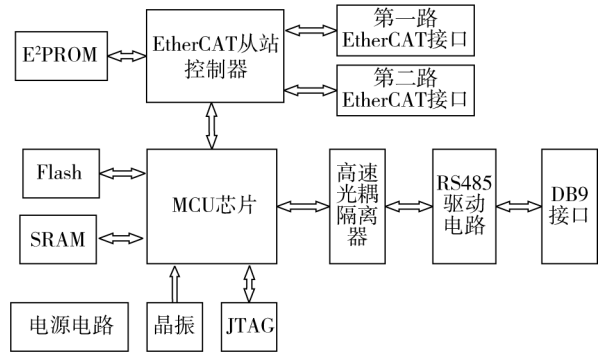 E²PROM
EtherCAT从站
控制器
第一路
EtherCAT接口
第二路
EtherCAT接口
Flash
SRAM
MCU芯片
高速
光耦
隔离
器
RS485
驱动
电路
DB9
接口
电源电路
晶振
JTAG